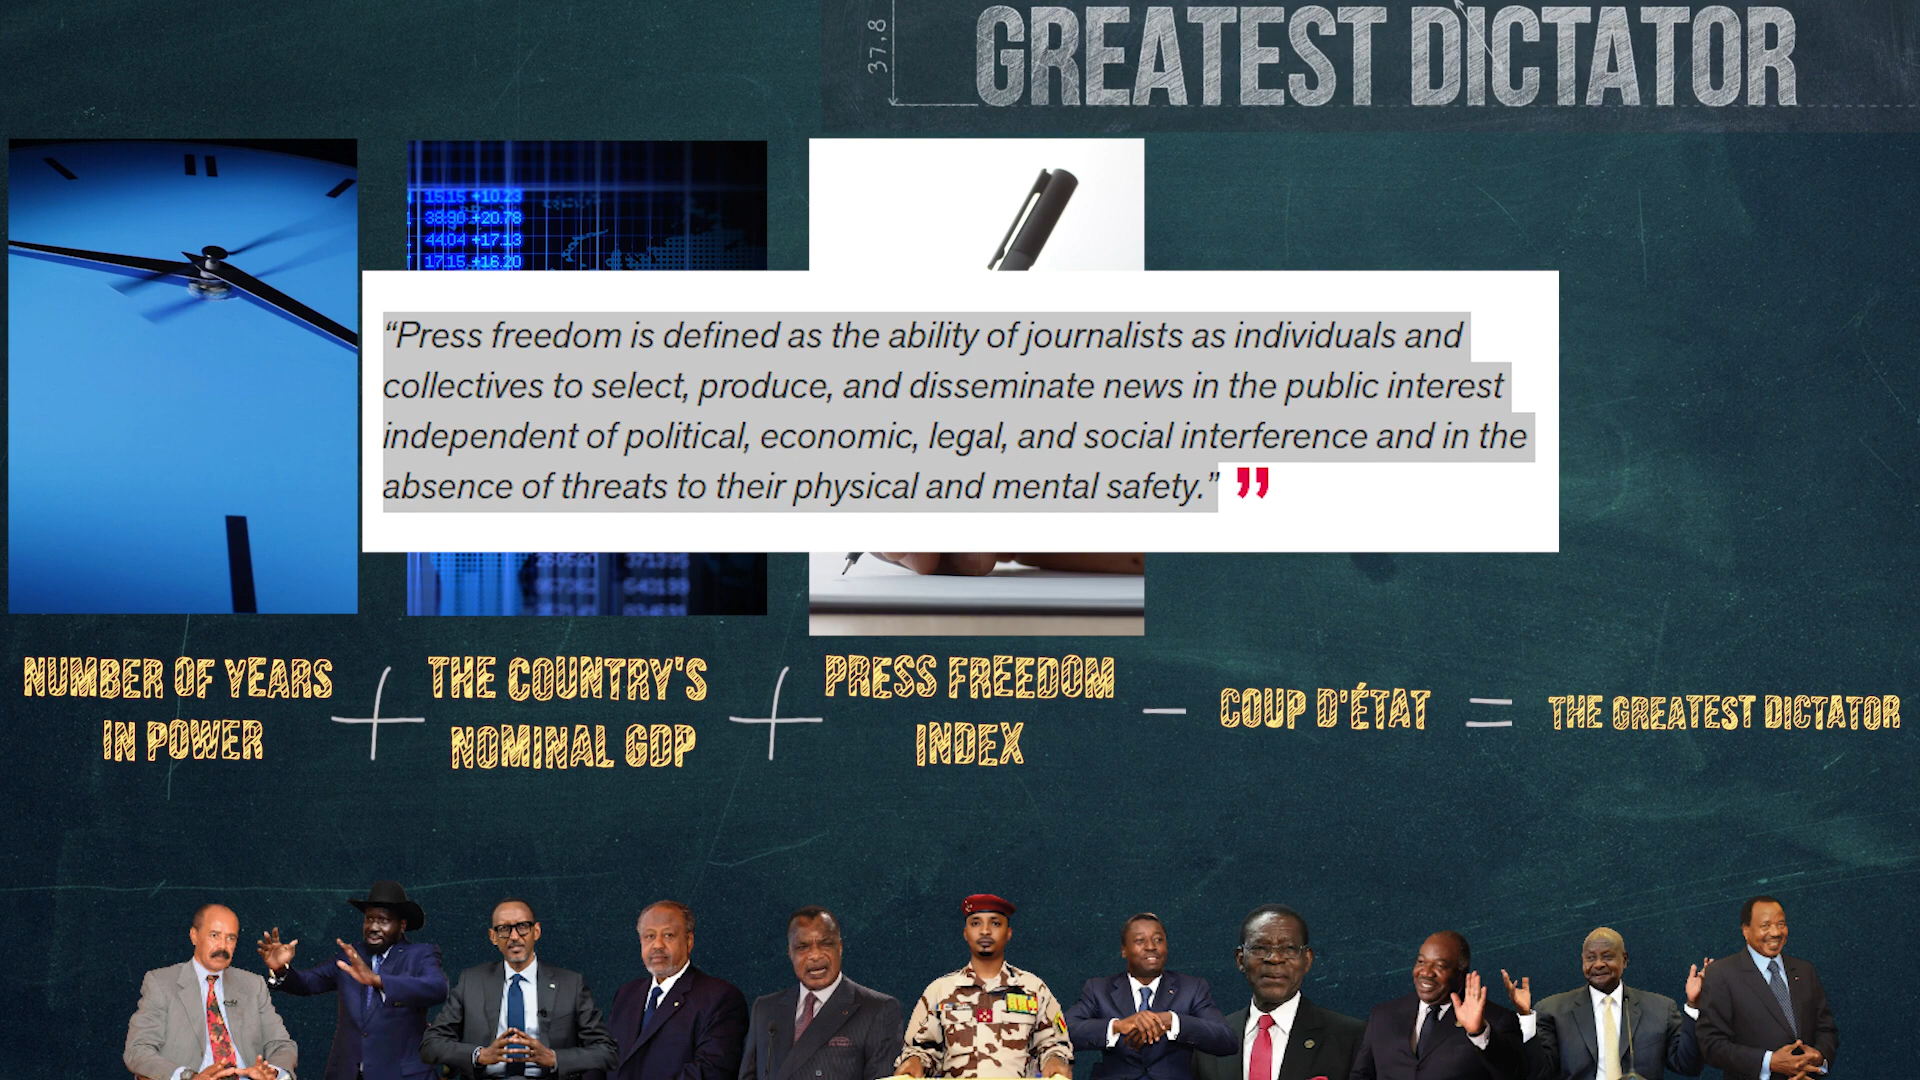 37,8
GREATEST DICTATOR
15.15 +10.23
38.90 +20.78
44.04 +17.13
17.15 +16.20
“Press freedom is defined as the ability of journalists as individuals and
collectives to select, produce, and disseminate news in the public interest
independent of political, economic, legal, and social interference and in the
absence of threats to their physical and mental safety.” ”
NUMBER OF YEARS
IN POWER
+
THE COUNTRY'S
NOMINAL GDP
+
PRESS FREEDOM
INDEX
—
COUP D'ÉTAT
=
THE GREATEST DICTATOR